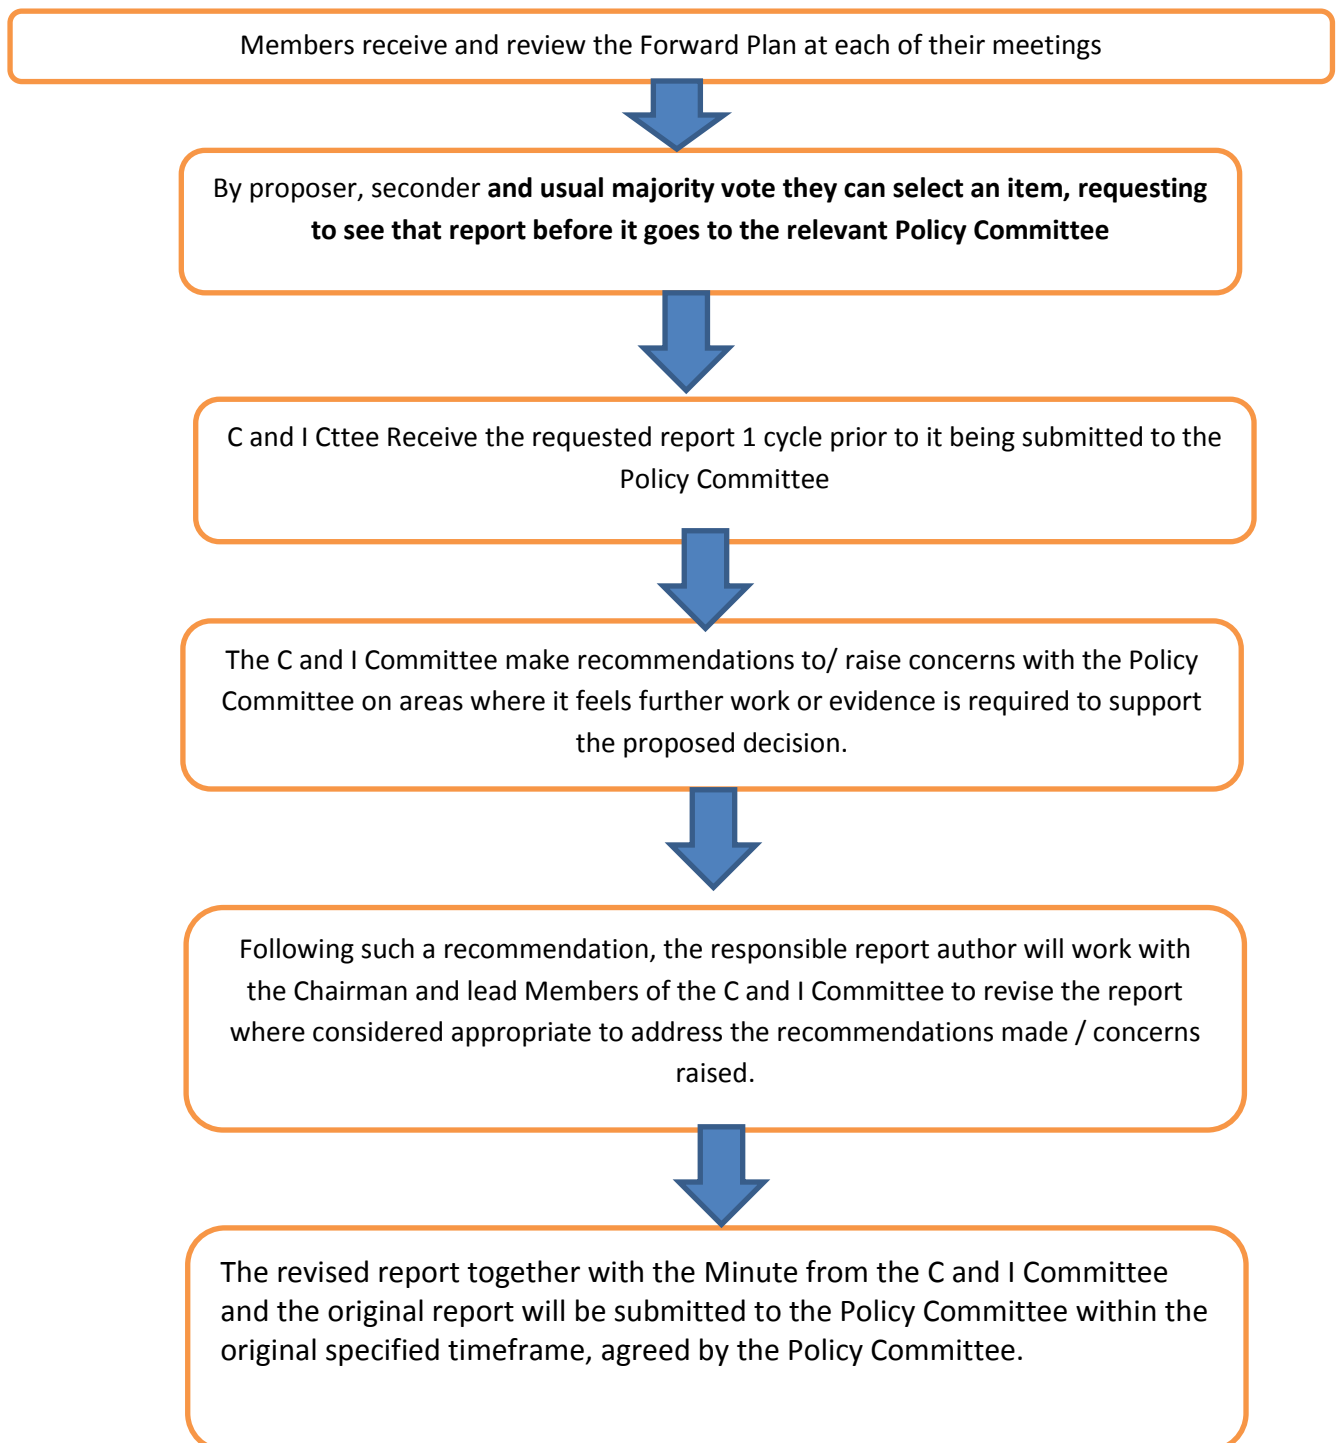 Members receive and review the Forward Plan at each of their meetings
By proposer, seconder and usual majority vote they can select an item, requesting
to see that report before it goes to the relevant Policy Committee
C and I Cttee Receive the requested report 1 cycle prior to it being submitted to the
Policy Committee
The C and I Committee make recommendations to/ raise concerns with the Policy
Committee on areas where it feels further work or evidence is required to support
the proposed decision.
Following such a recommendation, the responsible report author will work with
the Chairman and lead Members of the C and I Committee to revise the report
where considered appropriate to address the recommendations made / concerns
raised.
The revised report together with the Minute from the C and I Committee
and the original report will be submitted to the Policy Committee within the
original specified timeframe, agreed by the Policy Committee.